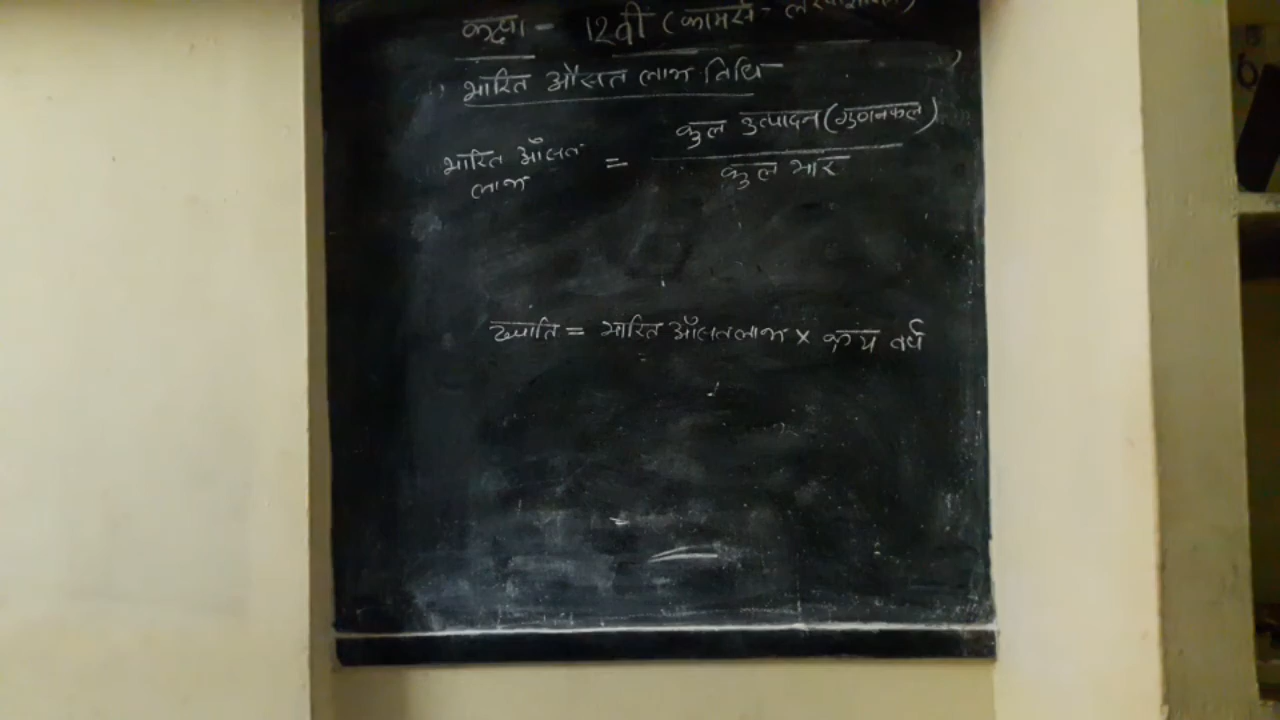 कक्षा - 12वी (कामर्स - लेखाशास्त्र)
भारित औसत लाभ विधि
भारित औसत लाभ = कुल उत्पादन (गुणनफल) / कुल भार
ख्याति = भारित औसत लाभ × क्रय वर्ष